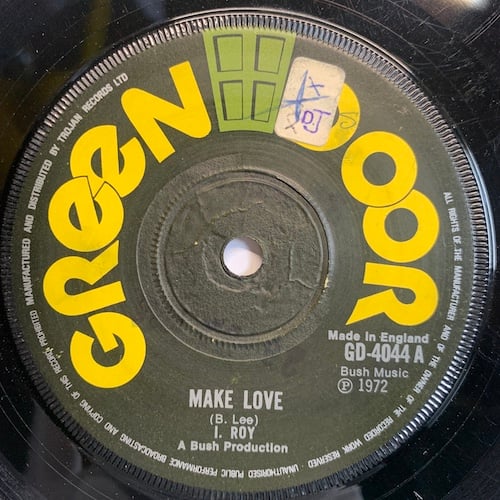 GREEN DOOR
XX
DJ
Made in England
GD-4044 A
Bush Music
Ⓟ 1972
MAKE LOVE
(B. Lee)
I. ROY
A Bush Production
MANUFACTURED AND DISTRIBUTED BY TROJAN RECORDS LTD
ALL RIGHTS OF THE MANUFACTURER AND OF THE OWNER OF THE RECORDED WORK RESERVED · UNAUTHORISED PUBLIC PERFORMANCE BROADCASTING AND COPYING OF THIS RECORD PROHIBITED